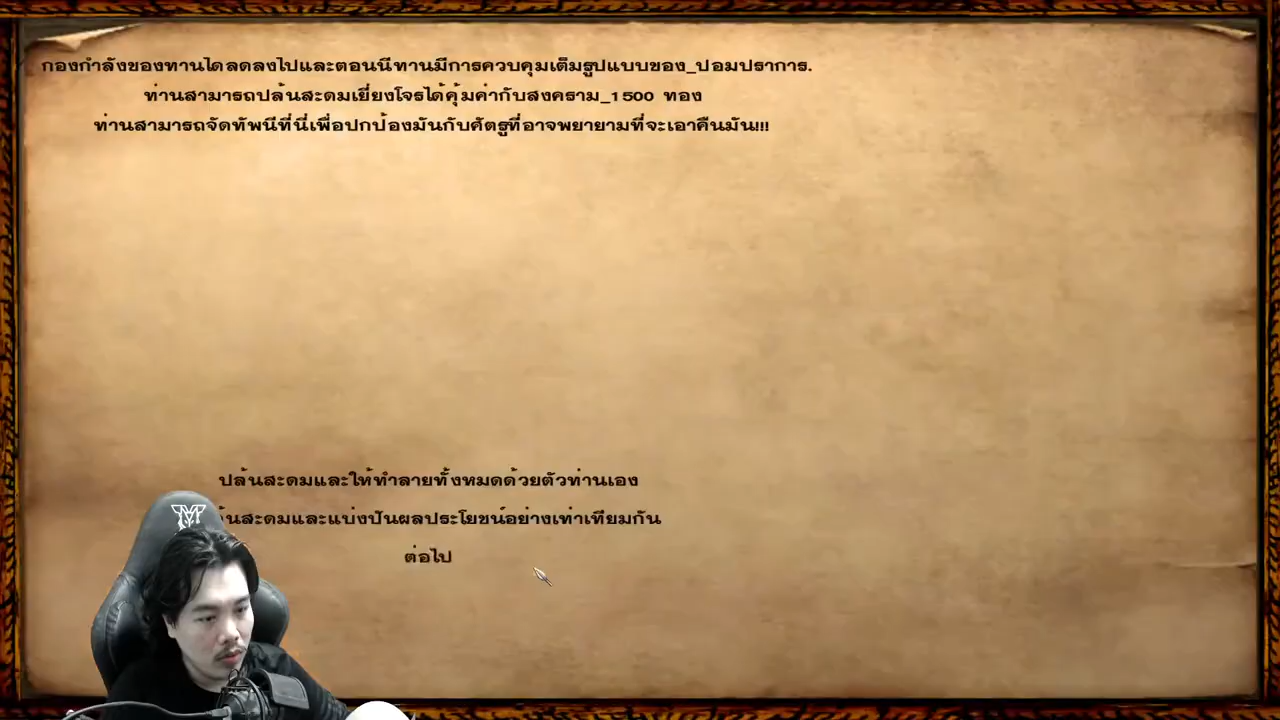 กองกำลังของทานไดลดลงไปและตอนนีทานมีการควบคุมเต็มรูปแบบของ_ปอมปราการ.
ท่านสามารถปล้นสะดมเยี่ยงโจรได้คุ้มค่ากับสงคราม_1500 ทอง
ท่านสามารถจัดทัพนีที่นี่เพื่อปกป้องมันกับศัตรูที่อาจพยายามที่จะเอาคืนมัน!!!
ปล้นสะดมและให้ทำลายทั้งหมดด้วยตัวท่านเอง
นสะดมและแบ่งปันผลประโยชน์อย่างเท่าเทียมกัน
ต่อไป